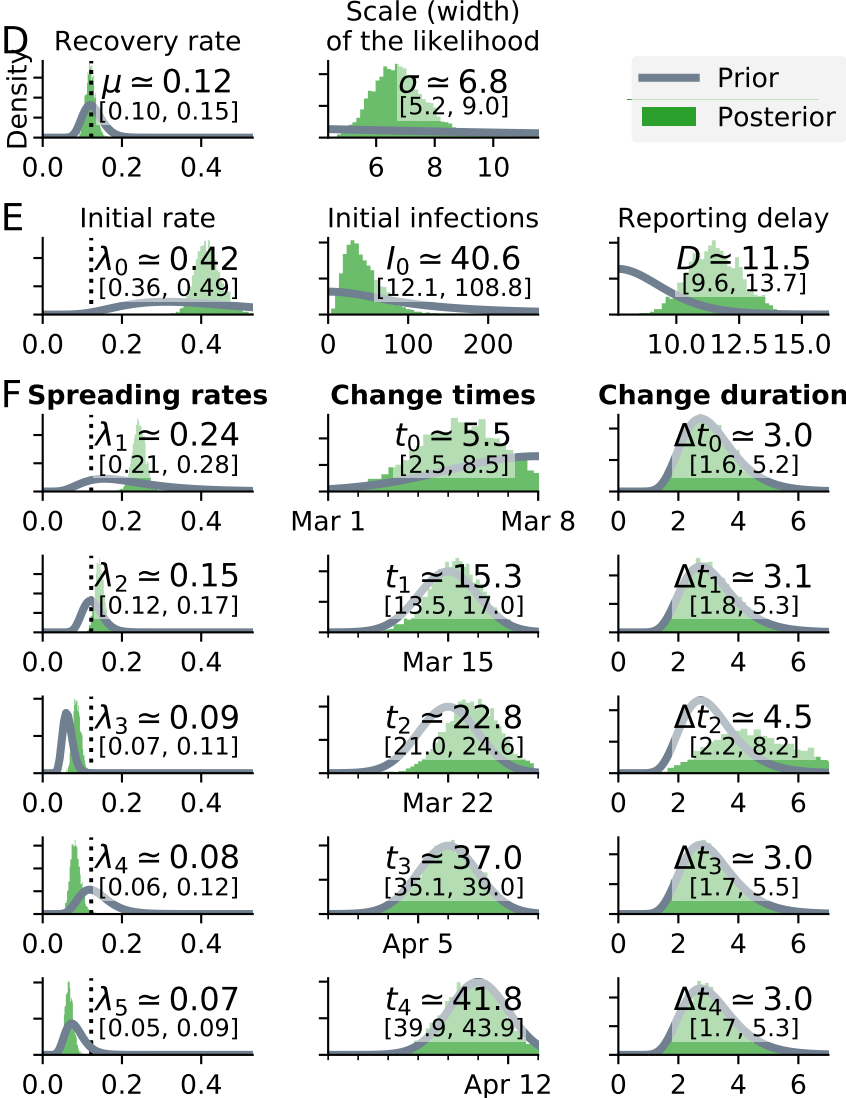 D
Recovery rate
Scale (width)
of the likelihood
Density
μ ≃ 0.12
[0.10, 0.15]
0.0 0.2 0.4
σ ≃ 6.8
[5.2, 9.0]
6 8 10
Prior
Posterior
E
Initial rate
λ0 ≃ 0.42
[0.36, 0.49]
0.0 0.2 0.4
Initial infections
I0 ≃ 40.6
[12.1, 108.8]
0 100 200
Reporting delay
D ≃ 11.5
[9.6, 13.7]
10.0 12.5 15.0
F
Spreading rates
Change times
Change duration
λ1 ≃ 0.24
[0.21, 0.28]
0.0 0.2 0.4
t0 ≃ 5.5
[2.5, 8.5]
Mar 1 Mar 8
Δt0 ≃ 3.0
[1.6, 5.2]
0 2 4 6
λ2 ≃ 0.15
[0.12, 0.17]
0.0 0.2 0.4
t1 ≃ 15.3
[13.5, 17.0]
Mar 15
Δt1 ≃ 3.1
[1.8, 5.3]
0 2 4 6
λ3 ≃ 0.09
[0.07, 0.11]
0.0 0.2 0.4
t2 ≃ 22.8
[21.0, 24.6]
Mar 22
Δt2 ≃ 4.5
[2.2, 8.2]
0 2 4 6
λ4 ≃ 0.08
[0.06, 0.12]
0.0 0.2 0.4
t3 ≃ 37.0
[35.1, 39.0]
Apr 5
Δt3 ≃ 3.0
[1.7, 5.5]
0 2 4 6
λ5 ≃ 0.07
[0.05, 0.09]
0.0 0.2 0.4
t4 ≃ 41.8
[39.9, 43.9]
Apr 12
Δt4 ≃ 3.0
[1.7, 5.3]
0 2 4 6